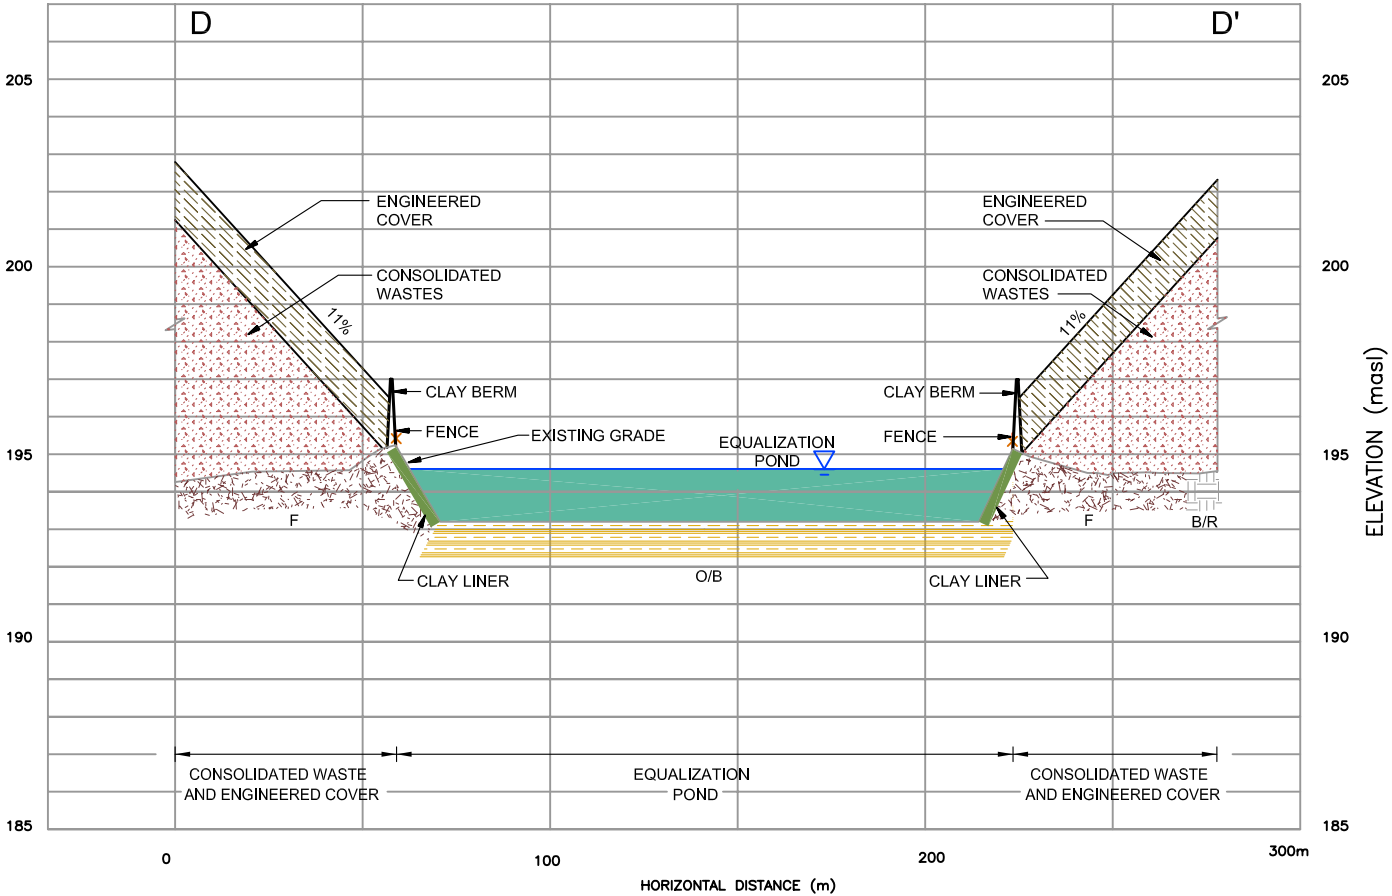 D
D'
205
205
ENGINEERED
COVER
ENGINEERED
COVER
200
200
CONSOLIDATED
WASTES
CONSOLIDATED
WASTES
11%
11%
CLAY BERM
CLAY BERM
FENCE
FENCE
EXISTING GRADE
EQUALIZATION
POND
195
195
ELEVATION (masl)
F
F
B/R
O/B
CLAY LINER
CLAY LINER
190
190
CONSOLIDATED WASTE
AND ENGINEERED COVER
EQUALIZATION
POND
CONSOLIDATED WASTE
AND ENGINEERED COVER
185
185
0
100
200
300m
HORIZONTAL DISTANCE (m)